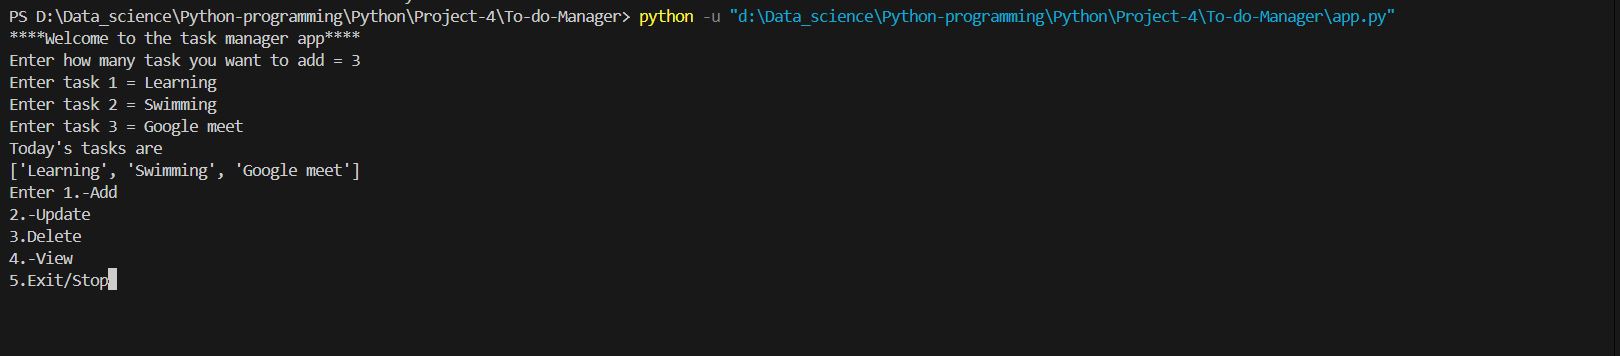 PS D:\Data_science\Python-programming\Python\Project-4\To-do-Manager> python -u "d:\Data_science\Python-programming\Python\Project-4\To-do-Manager\app.py"
****Welcome to the task manager app****
Enter how many task you want to add = 3
Enter task 1 = Learning
Enter task 2 = Swimming
Enter task 3 = Google meet
Today's tasks are
['Learning', 'Swimming', 'Google meet']
Enter 1.-Add
2.-Update
3.Delete
4.-View
5.Exit/Stop